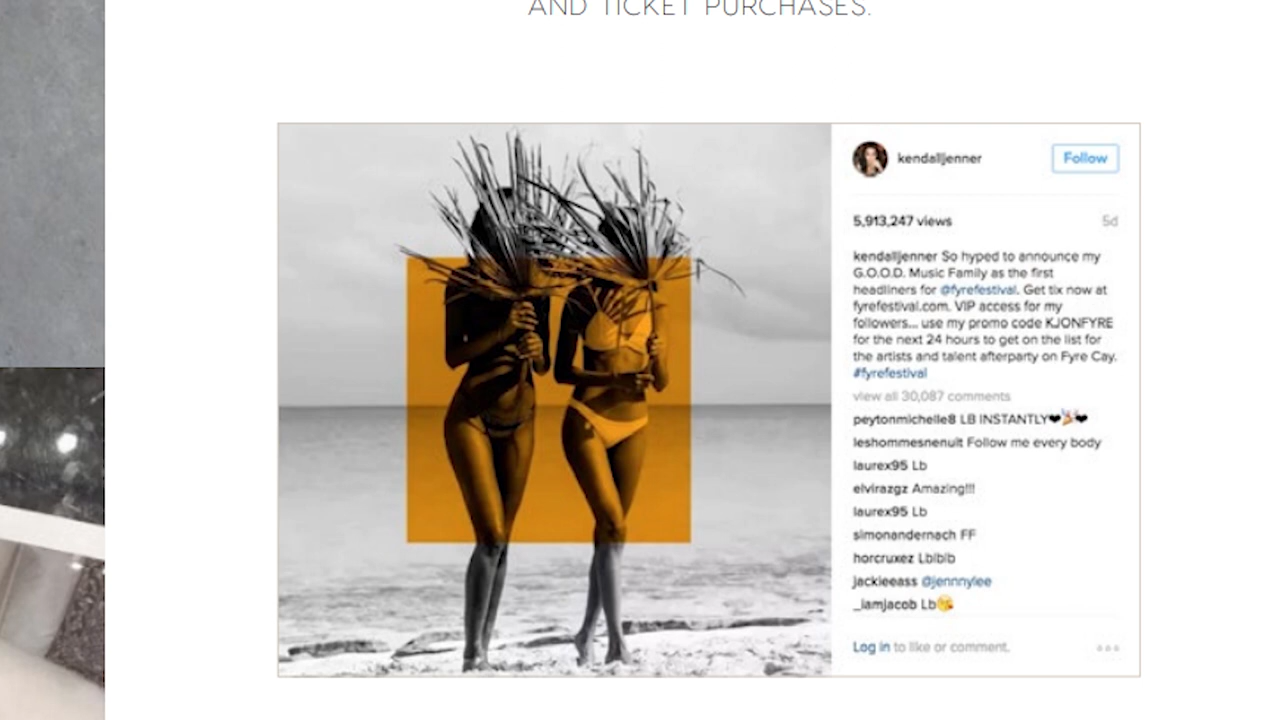 AND TICKET PURCHASES.
kendalljenner
Follow
5,913,247 views
5d
kendalljenner So hyped to announce my
G.O.O.D. Music Family as the first
headliners for @fyrefestival. Get tix now at
fyrefestival.com. VIP access for my
followers... use my promo code KJONFYRE
for the next 24 hours to get on the list for
the artists and talent afterparty on Fyre Cay.
#fyrefestival
view all 30,087 comments
peytonmichelle8 LB INSTANTLY❤🎉❤
leshommesnenuit Follow me every body
laurex95 Lb
elvirazgz Amazing!!!
laurex95 Lb
simonandernach FF
horcruxez Lblblb
jackieeass @jennnylee
_iamjacob Lb😘
Log in to like or comment.